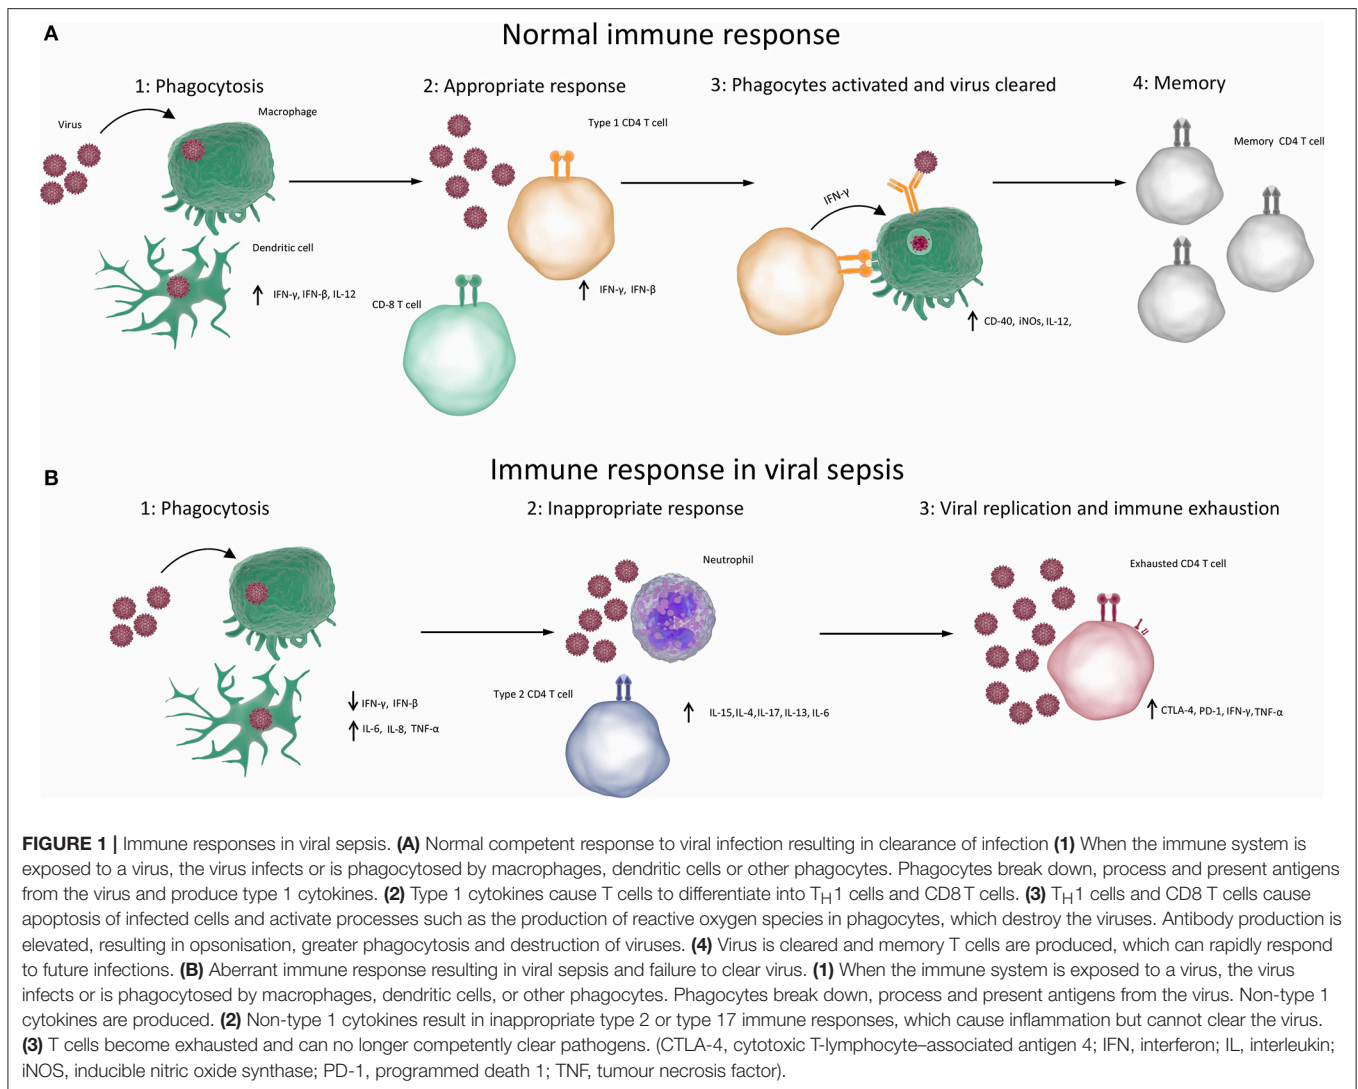 A
Normal immune response
1: Phagocytosis
2: Appropriate response
3: Phagocytes activated and virus cleared
4: Memory
Virus
Macrophage
Dendritic cell
IFN-γ, IFN-β, IL-12
Type 1 CD4 T cell
IFN-γ, IFN-β
CD-8 T cell
IFN-γ
CD-40, iNOs, IL-12,
Memory CD4 T cell
B
Immune response in viral sepsis
1: Phagocytosis
2: Inappropriate response
3: Viral replication and immune exhaustion
IFN-γ, IFN-β
IL-6, IL-8, TNF-α
Neutrophil
Type 2 CD4 T cell
IL-15, IL-4, IL-17, IL-13, IL-6
Exhausted CD4 T cell
CTLA-4, PD-1, IFN-γ, TNF-α
FIGURE 1 | Immune responses in viral sepsis. (A) Normal competent response to viral infection resulting in clearance of infection (1) When the immune system is
exposed to a virus, the virus infects or is phagocytosed by macrophages, dendritic cells or other phagocytes. Phagocytes break down, process and present antigens
from the virus and produce type 1 cytokines. (2) Type 1 cytokines cause T cells to differentiate into TH1 cells and CD8 T cells. (3) TH1 cells and CD8 T cells cause
apoptosis of infected cells and activate processes such as the production of reactive oxygen species in phagocytes, which destroy the viruses. Antibody production is
elevated, resulting in opsonisation, greater phagocytosis and destruction of viruses. (4) Virus is cleared and memory T cells are produced, which can rapidly respond
to future infections. (B) Aberrant immune response resulting in viral sepsis and failure to clear virus. (1) When the immune system is exposed to a virus, the virus
infects or is phagocytosed by macrophages, dendritic cells, or other phagocytes. Phagocytes break down, process and present antigens from the virus. Non-type 1
cytokines are produced. (2) Non-type 1 cytokines result in inappropriate type 2 or type 17 immune responses, which cause inflammation but cannot clear the virus.
(3) T cells become exhausted and can no longer competently clear pathogens. (CTLA-4, cytotoxic T-lymphocyte–associated antigen 4; IFN, interferon; IL, interleukin;
iNOS, inducible nitric oxide synthase; PD-1, programmed death 1; TNF, tumour necrosis factor).